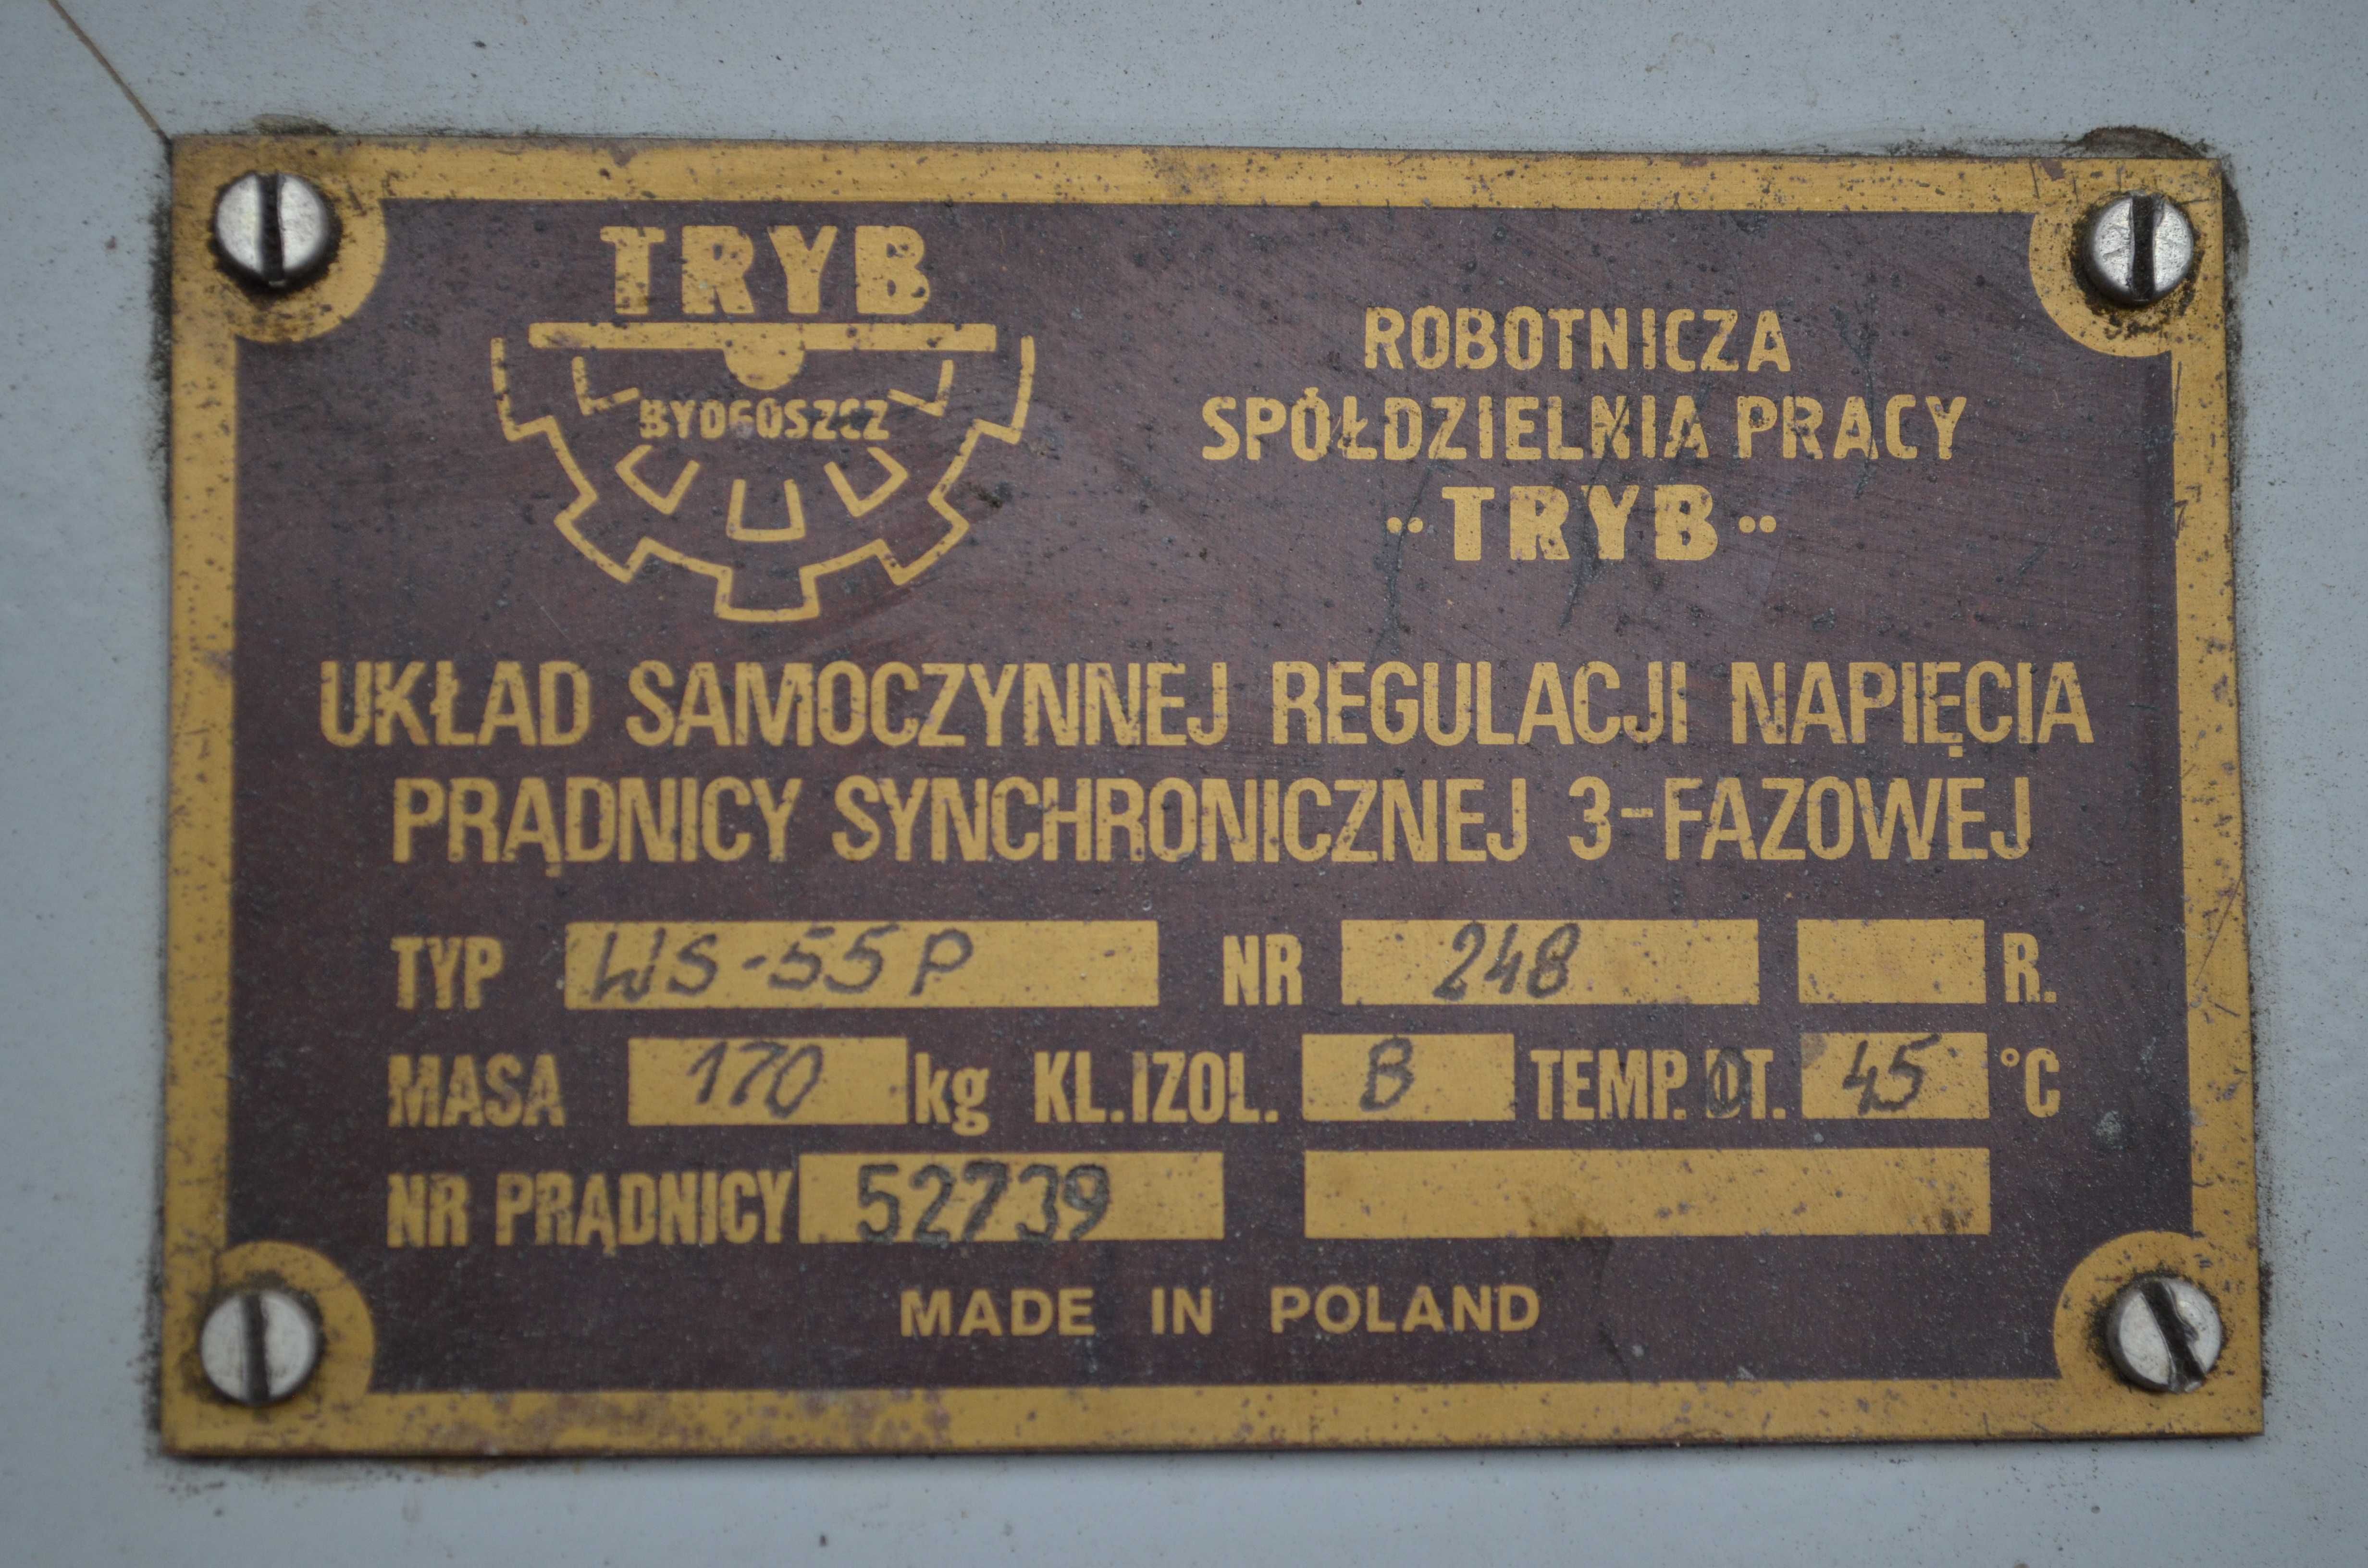 TRYB
BYDGOSZCZ
ROBOTNICZA
SPÓŁDZIELNIA PRACY
"TRYB"
UKŁAD SAMOCZYNNEJ REGULACJI NAPIĘCIA
PRĄDNICY SYNCHRONICZNEJ 3-FAZOWEJ
TYP WS-55P NR 248 R.
MASA 170 kg KL. IZOL. B TEMP. OT. 45 °C
NR PRĄDNICY 52739
MADE IN POLAND